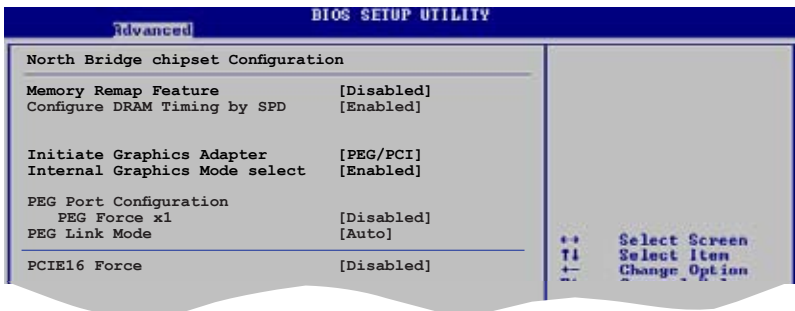 BIOS SETUP UTILITY
Advanced
North Bridge chipset Configuration
Memory Remap Feature [Disabled]
Configure DRAM Timing by SPD [Enabled]
Initiate Graphics Adapter [PEG/PCI]
Internal Graphics Mode select [Enabled]
PEG Port Configuration
PEG Force x1 [Disabled]
PEG Link Mode [Auto]
PCIE16 Force [Disabled]
←→ Select Screen
↑↓ Select Item
+- Change Option